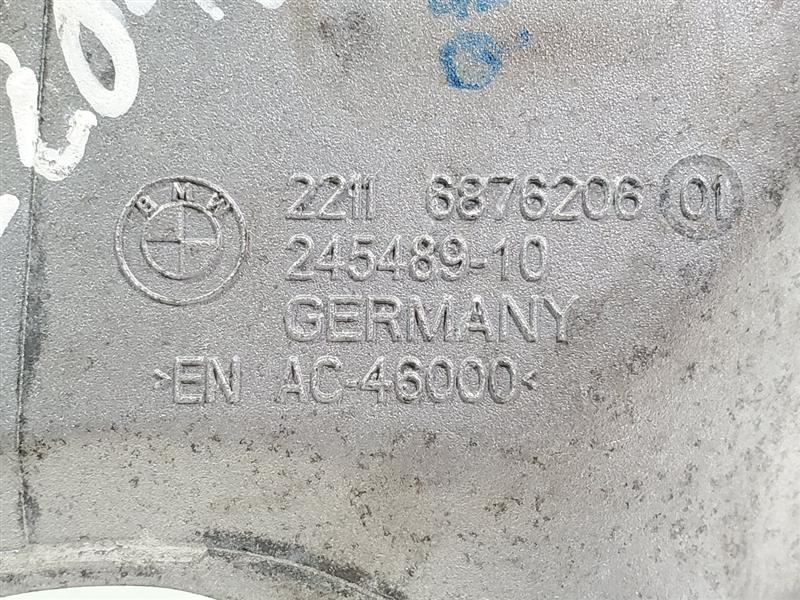 BMW
2211 6876206 01
245489-10
GERMANY
>EN AC-46000<